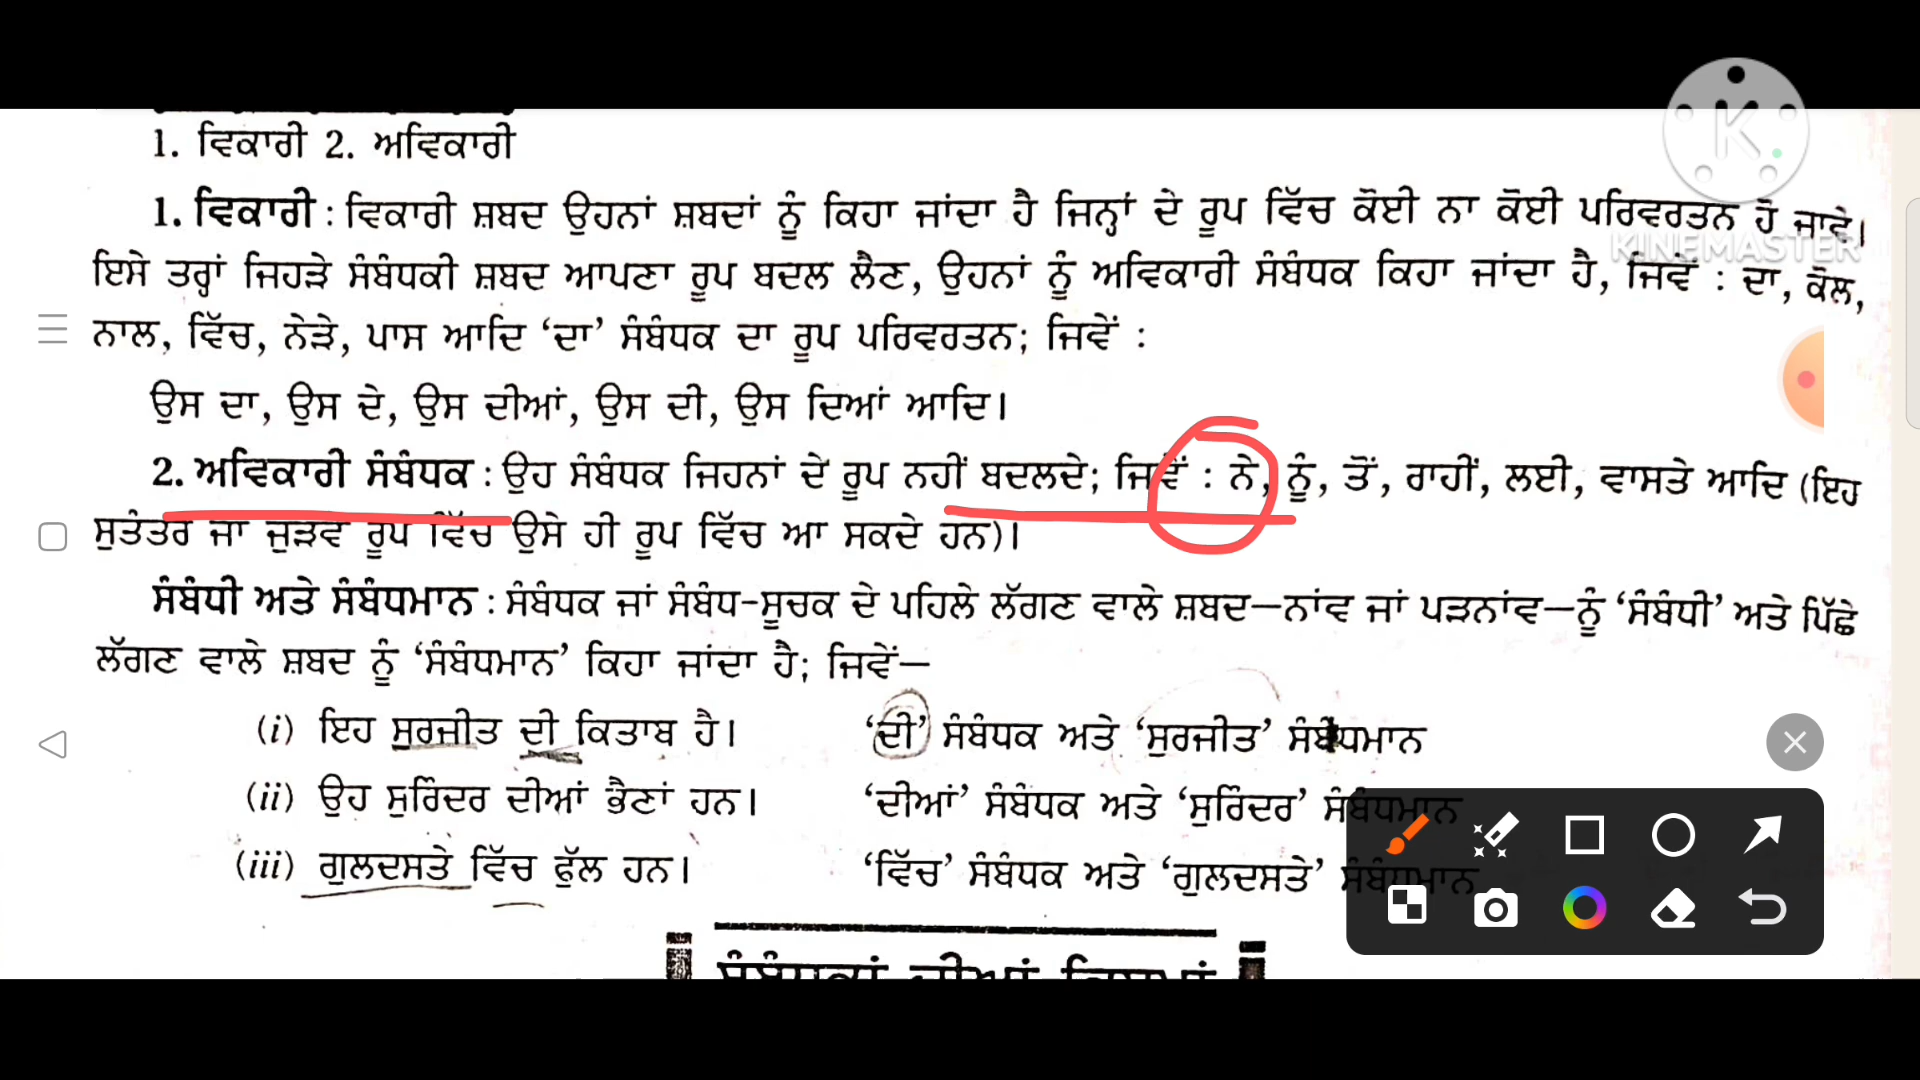 1. ਵਿਕਾਰੀ 2. ਅਵਿਕਾਰੀ
1. ਵਿਕਾਰੀ : ਵਿਕਾਰੀ ਸ਼ਬਦ ਉਹਨਾਂ ਸ਼ਬਦਾਂ ਨੂੰ ਕਿਹਾ ਜਾਂਦਾ ਹੈ ਜਿਨ੍ਹਾਂ ਦੇ ਰੂਪ ਵਿੱਚ ਕੋਈ ਨਾ ਕੋਈ ਪਰਿਵਰਤਨ ਹੋ ਜਾਵੇ।
KINEMASTER
ਇਸੇ ਤਰ੍ਹਾਂ ਜਿਹੜੇ ਸੰਬੰਧਕੀ ਸ਼ਬਦ ਆਪਣਾ ਰੂਪ ਬਦਲ ਲੈਣ, ਉਹਨਾਂ ਨੂੰ ਅਵਿਕਾਰੀ ਸੰਬੰਧਕ ਕਿਹਾ ਜਾਂਦਾ ਹੈ, ਜਿਵੇਂ : ਦਾ, ਕੋਲ,
ਨਾਲ, ਵਿੱਚ, ਨੇੜੇ, ਪਾਸ ਆਦਿ ‘ਦਾ’ ਸੰਬੰਧਕ ਦਾ ਰੂਪ ਪਰਿਵਰਤਨ; ਜਿਵੇਂ :
ਉਸ ਦਾ, ਉਸ ਦੇ, ਉਸ ਦੀਆਂ, ਉਸ ਦੀ, ਉਸ ਦਿਆਂ ਆਦਿ।
2. ਅਵਿਕਾਰੀ ਸੰਬੰਧਕ : ਉਹ ਸੰਬੰਧਕ ਜਿਹਨਾਂ ਦੇ ਰੂਪ ਨਹੀਂ ਬਦਲਦੇ; ਜਿਵੇਂ : ਨੇ, ਨੂੰ, ਤੋਂ, ਰਾਹੀਂ, ਲਈ, ਵਾਸਤੇ ਆਦਿ (ਇਹ
ਸੁਤੰਤਰ ਜਾਂ ਜੁੜਵੇਂ ਰੂਪ ਵਿੱਚ ਉਸੇ ਹੀ ਰੂਪ ਵਿੱਚ ਆ ਸਕਦੇ ਹਨ)।
ਸੰਬੰਧੀ ਅਤੇ ਸੰਬੰਧਮਾਨ : ਸੰਬੰਧਕ ਜਾਂ ਸੰਬੰਧ-ਸੂਚਕ ਦੇ ਪਹਿਲੇ ਲੱਗਣ ਵਾਲੇ ਸ਼ਬਦ—ਨਾਂਵ ਜਾਂ ਪੜਨਾਂਵ—ਨੂੰ ‘ਸੰਬੰਧੀ’ ਅਤੇ ਪਿੱਛੇ
ਲੱਗਣ ਵਾਲੇ ਸ਼ਬਦ ਨੂੰ ‘ਸੰਬੰਧਮਾਨ’ ਕਿਹਾ ਜਾਂਦਾ ਹੈ; ਜਿਵੇਂ—
(i) ਇਹ ਸੁਰਜੀਤ ਦੀ ਕਿਤਾਬ ਹੈ। ‘ਦੀ’ ਸੰਬੰਧਕ ਅਤੇ ‘ਸੁਰਜੀਤ’ ਸੰਬੰਧਮਾਨ
(ii) ਉਹ ਸੁਰਿੰਦਰ ਦੀਆਂ ਭੈਣਾਂ ਹਨ। ‘ਦੀਆਂ’ ਸੰਬੰਧਕ ਅਤੇ ‘ਸੁਰਿੰਦਰ’ ਸੰਬੰਧਮਾਨ
(iii) ਗੁਲਦਸਤੇ ਵਿੱਚ ਫੁੱਲ ਹਨ। ‘ਵਿੱਚ’ ਸੰਬੰਧਕ ਅਤੇ ‘ਗੁਲਦਸਤੇ’ ਸੰਬੰਧਮਾਨ